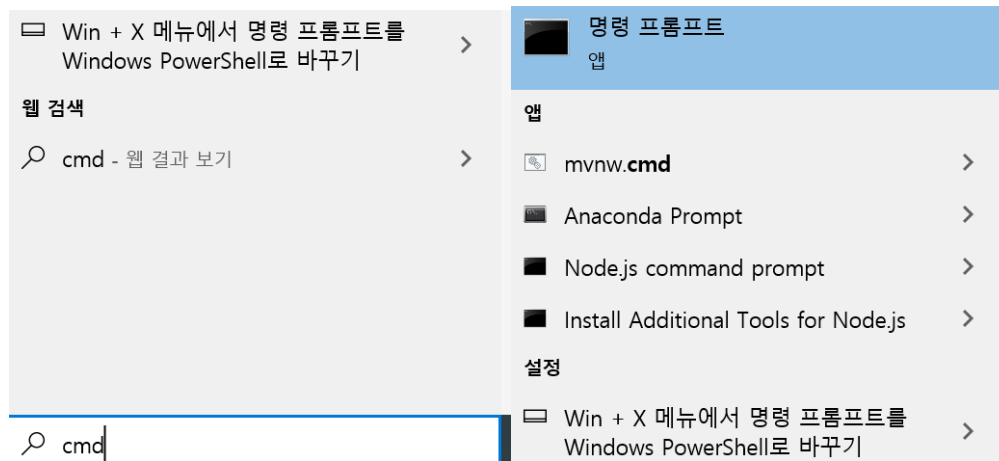 Win + X 메뉴에서 명령 프롬프트를
Windows PowerShell로 바꾸기
웹 검색
cmd - 웹 결과 보기
cmd
명령 프롬프트
앱
앱
mvnw.cmd
Anaconda Prompt
Node.js command prompt
Install Additional Tools for Node.js
설정
Win + X 메뉴에서 명령 프롬프트를
Windows PowerShell로 바꾸기